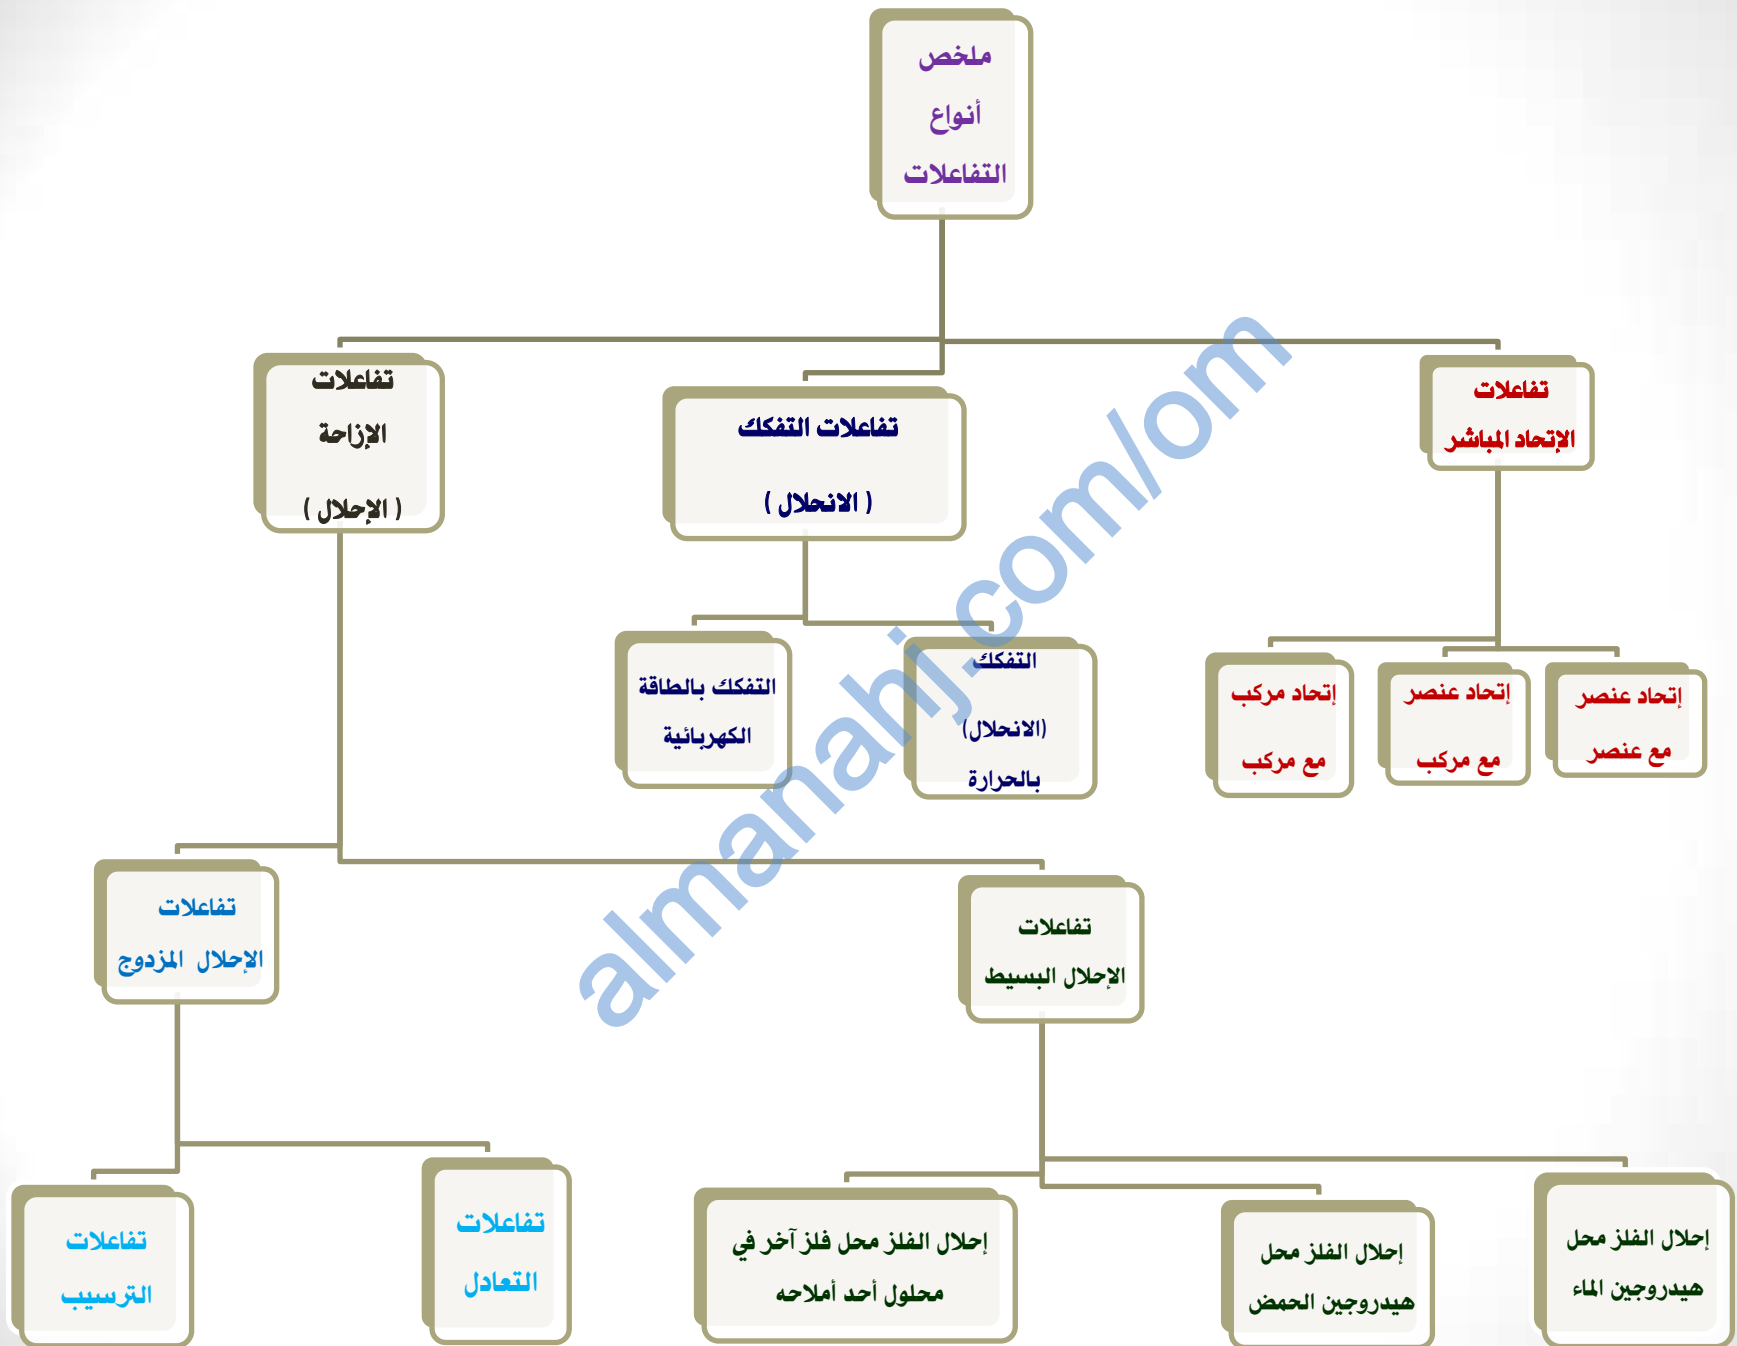 ملخص
أنواع
التفاعلات
تفاعلات
الإتحاد المباشر
تفاعلات التفكك
( الانحلال )
تفاعلات
الإزاحة
( الإحلال )
إتحاد عنصر
مع عنصر
إتحاد عنصر
مع مركب
إتحاد مركب
مع مركب
التفكك
(الانحلال)
بالحرارة
التفكك بالطاقة
الكهربائية
تفاعلات
الإحلال البسيط
تفاعلات
الإحلال المزدوج
إحلال الفلز محل
هيدروجين الماء
إحلال الفلز محل
هيدروجين الحمض
إحلال الفلز محل فلز آخر في
محلول أحد أملاحه
تفاعلات
التعادل
تفاعلات
الترسيب
almanahj.com/om